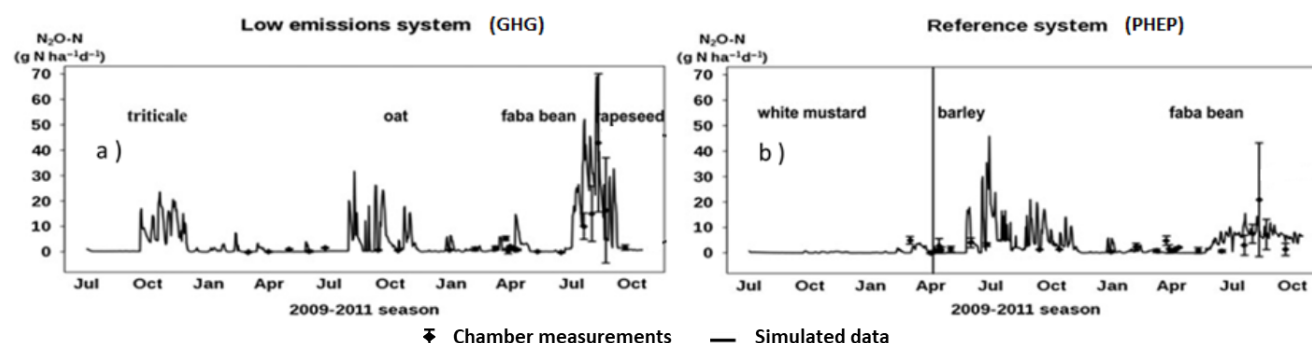 Low emissions system (GHG)
N₂O-N
(g N ha⁻¹d⁻¹)
70
60
50
40
30
20
10
0
triticale
oat
faba bean
rapeseed
a )
Jul Oct Jan Apr Jul Oct Jan Apr Jul Oct
2009-2011 season
Reference system (PHEP)
N₂O-N
(g N ha⁻¹d⁻¹)
70
60
50
40
30
20
10
0
white mustard
barley
faba bean
b )
Jul Oct Jan Apr Jul Oct Jan Apr Jul Oct
2009-2011 season
Chamber measurements
Simulated data